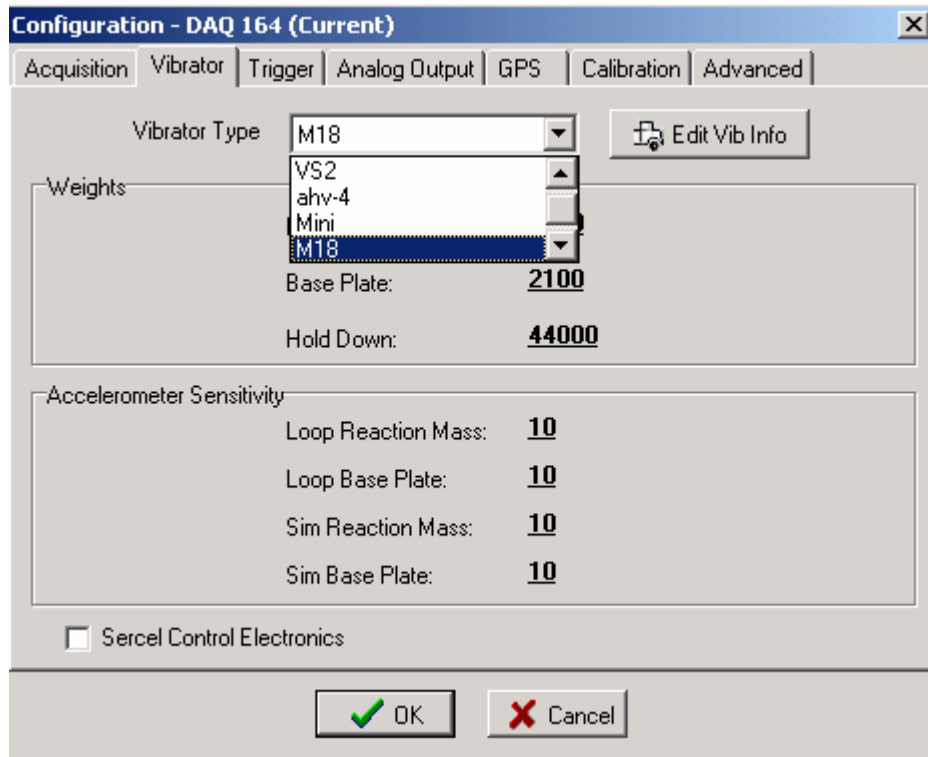 Configuration - DAQ 164 (Current)
Acquisition Vibrator Trigger Analog Output GPS Calibration Advanced
Vibrator Type M18 Edit Vib Info
VS2
Weights
ahv-4
Mini
M18
Base Plate: 2100
Hold Down: 44000
Accelerometer Sensitivity
Loop Reaction Mass: 10
Loop Base Plate: 10
Sim Reaction Mass: 10
Sim Base Plate: 10
Sercel Control Electronics
OK Cancel